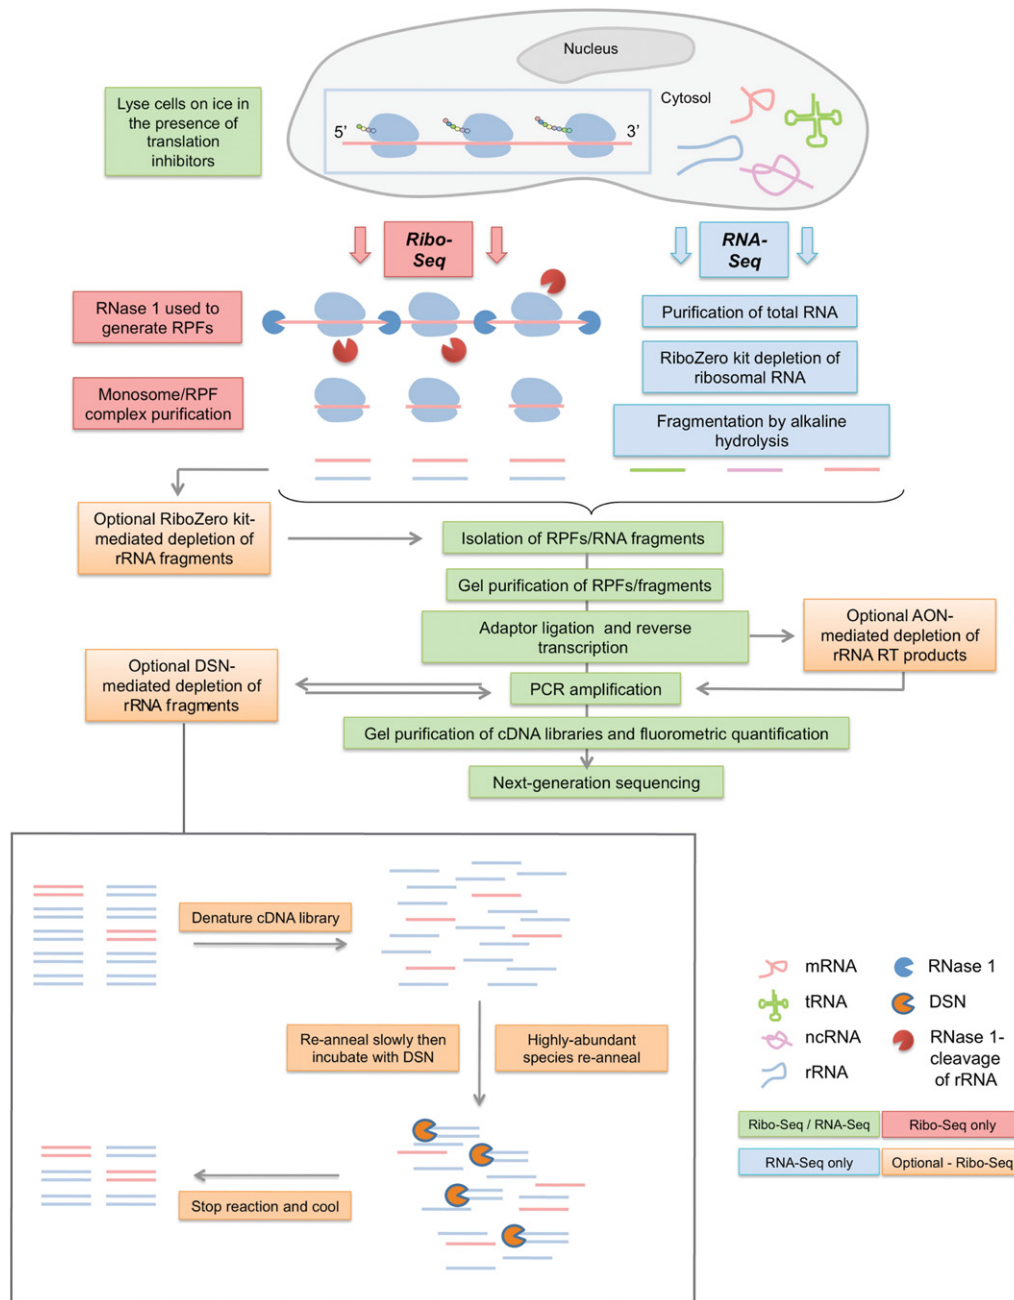 Nucleus
Cytosol
Lyse cells on ice in
the presence of
translation
inhibitors
5’
3’
Ribo-
Seq
RNA-
Seq
RNase 1 used to
generate RPFs
Purification of total RNA
RiboZero kit depletion of
ribosomal RNA
Monosome/RPF
complex purification
Fragmentation by alkaline
hydrolysis
Optional RiboZero kit-
mediated depletion of
rRNA fragments
Isolation of RPFs/RNA fragments
Gel purification of RPFs/fragments
Adaptor ligation and reverse
transcription
Optional AON-
mediated depletion of
rRNA RT products
Optional DSN-
mediated depletion of
rRNA fragments
PCR amplification
Gel purification of cDNA libraries and fluorometric quantification
Next-generation sequencing
Denature cDNA library
Re-anneal slowly then
incubate with DSN
Highly-abundant
species re-anneal
Stop reaction and cool
mRNA
tRNA
ncRNA
rRNA
RNase 1
DSN
RNase 1-
cleavage
of rRNA
Ribo-Seq / RNA-Seq
Ribo-Seq only
RNA-Seq only
Optional - Ribo-Seq